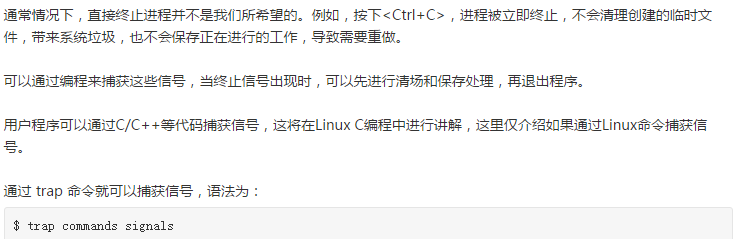 通常情况下，直接终止进程并不是我们所希望的。例如，按下<Ctrl+C>，进程被立即终止，不会清理创建的临时文
件，带来系统垃圾，也不会保存正在进行的工作，导致需要重做。
可以通过编程来捕获这些信号，当终止信号出现时，可以先进行清场和保存处理，再退出程序。
用户程序可以通过C/C++等代码捕获信号，这将在Linux C编程中进行讲解，这里仅介绍如果通过Linux命令捕获信
号。
通过 trap 命令就可以捕获信号，语法为：
$ trap commands signals